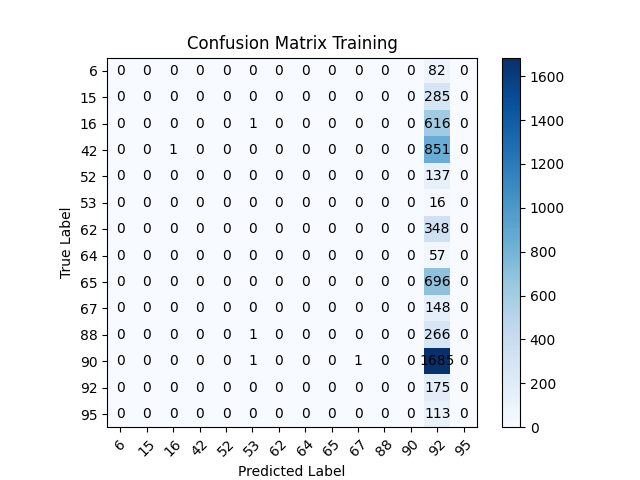 Confusion Matrix Training
True Label
6 0 0 0 0 0 0 0 0 0 0 0 0 82 0
15 0 0 0 0 0 0 0 0 0 0 0 0 285 0
16 0 0 0 0 0 1 0 0 0 0 0 0 616 0
42 0 0 1 0 0 0 0 0 0 0 0 0 851 0
52 0 0 0 0 0 0 0 0 0 0 0 0 137 0
53 0 0 0 0 0 0 0 0 0 0 0 0 16 0
62 0 0 0 0 0 0 0 0 0 0 0 0 348 0
64 0 0 0 0 0 0 0 0 0 0 0 0 57 0
65 0 0 0 0 0 0 0 0 0 0 0 0 696 0
67 0 0 0 0 0 0 0 0 0 0 0 0 148 0
88 0 0 0 0 0 1 0 0 0 0 0 0 266 0
90 0 0 0 0 0 1 0 0 0 1 0 0 1685 0
92 0 0 0 0 0 0 0 0 0 0 0 0 175 0
95 0 0 0 0 0 0 0 0 0 0 0 0 113 0
6 15 16 42 52 53 62 64 65 67 88 90 92 95
Predicted Label
1600
1400
1200
1000
800
600
400
200
0